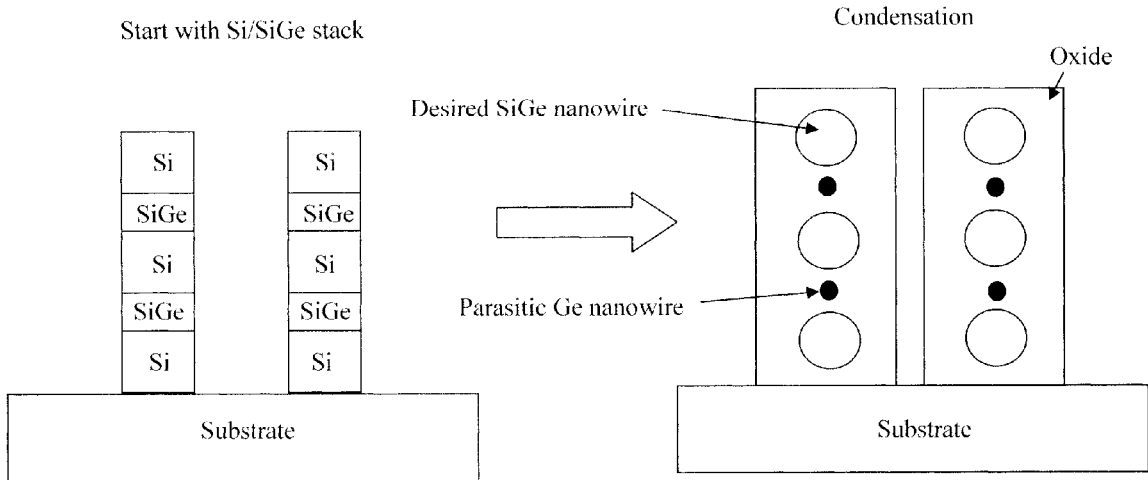 Start with Si/SiGe stack
Si
SiGe
Si
SiGe
Si
Si
SiGe
Si
SiGe
Si
Substrate
Condensation
Oxide
Desired SiGe nanowire
Parasitic Ge nanowire
Substrate